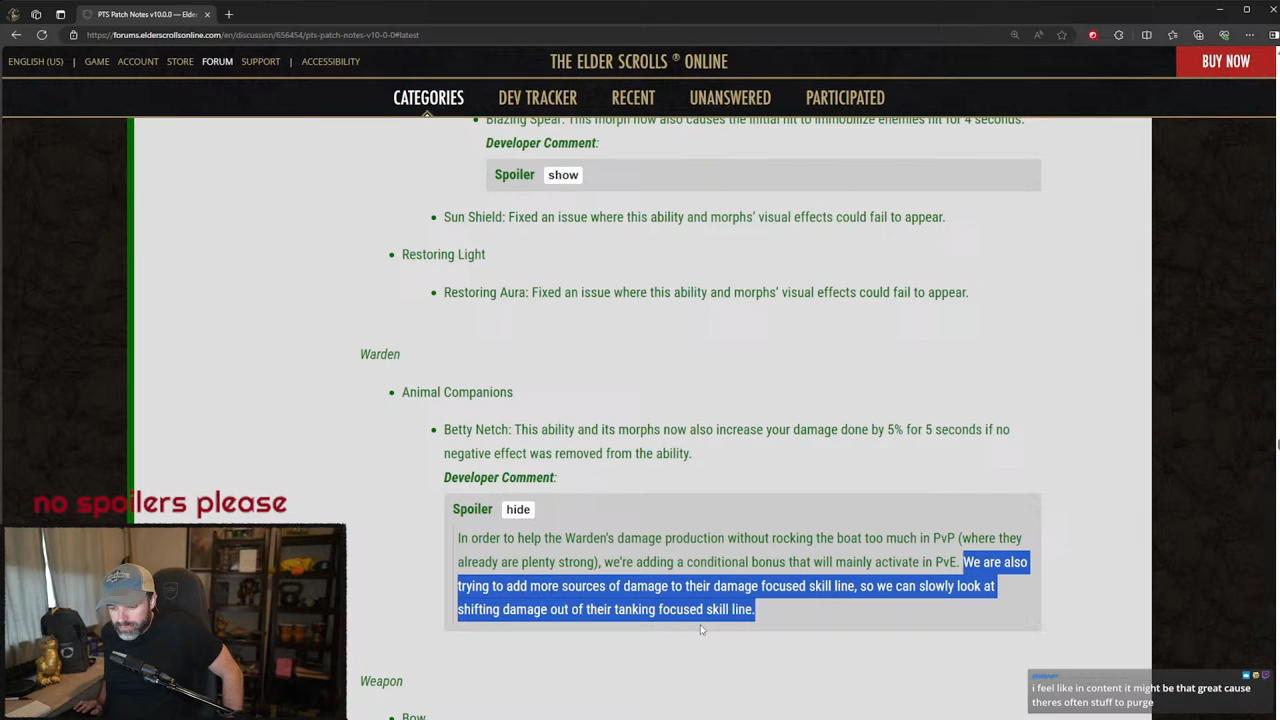 PTS Patch Notes v10.0.0 — Elder
https://forums.elderscrollsonline.com/en/discussion/656454/pts-patch-notes-v10-0-0#latest
ENGLISH (US) | GAME ACCOUNT STORE FORUM SUPPORT | ACCESSIBILITY
THE ELDER SCROLLS ® ONLINE
BUY NOW
CATEGORIES DEV TRACKER RECENT UNANSWERED PARTICIPATED
• Blazing Spear: This morph now also causes the initial hit to immobilize enemies hit for 4 seconds.
Developer Comment:
Spoiler show
• Sun Shield: Fixed an issue where this ability and morphs' visual effects could fail to appear.
• Restoring Light
• Restoring Aura: Fixed an issue where this ability and morphs' visual effects could fail to appear.
Warden
• Animal Companions
• Betty Netch: This ability and its morphs now also increase your damage done by 5% for 5 seconds if no
negative effect was removed from the ability.
Developer Comment:
Spoiler hide
In order to help the Warden's damage production without rocking the boat too much in PvP (where they
already are plenty strong), we're adding a conditional bonus that will mainly activate in PvE. We are also
trying to add more sources of damage to their damage focused skill line, so we can slowly look at
shifting damage out of their tanking focused skill line.
Weapon
• Bow
no spoilers please
i feel like in content it might be that great cause
theres often stuff to purge